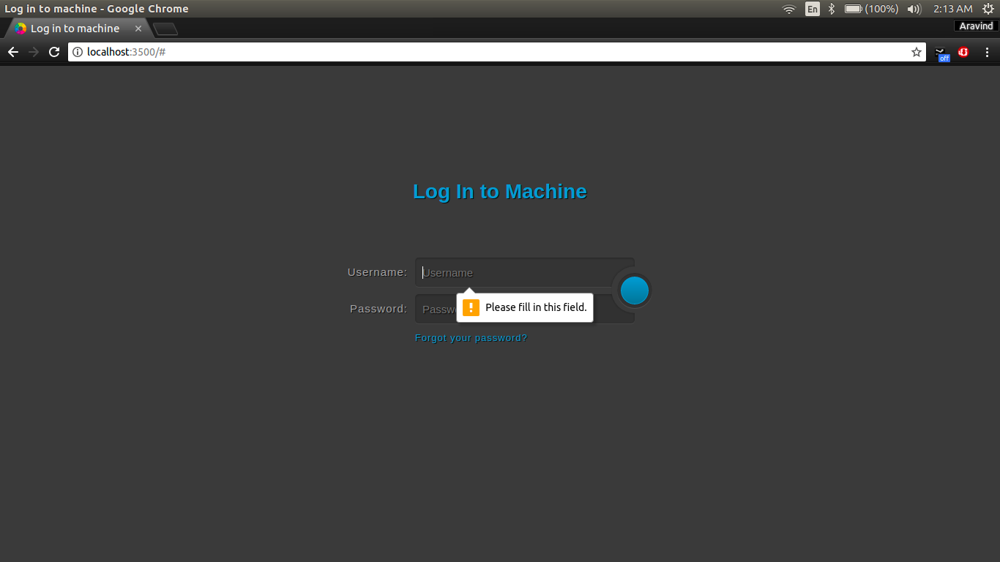 Log in to machine - Google Chrome
En
(100%)
2:13 AM
Log in to machine
Aravind
localhost:3500/#
off
Log In to Machine
Username:
Username
Please fill in this field.
Password:
Passw
Forgot your password?